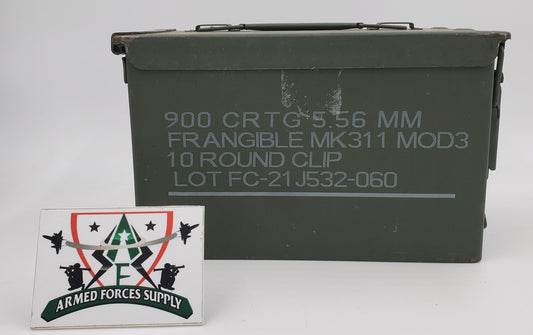 900 CRTG 5.56 MM
FRANGIBLE MK311 MOD3
10 ROUND CLIP
LOT FC-21J532-060
A
F
ARMED FORCES SUPPLY